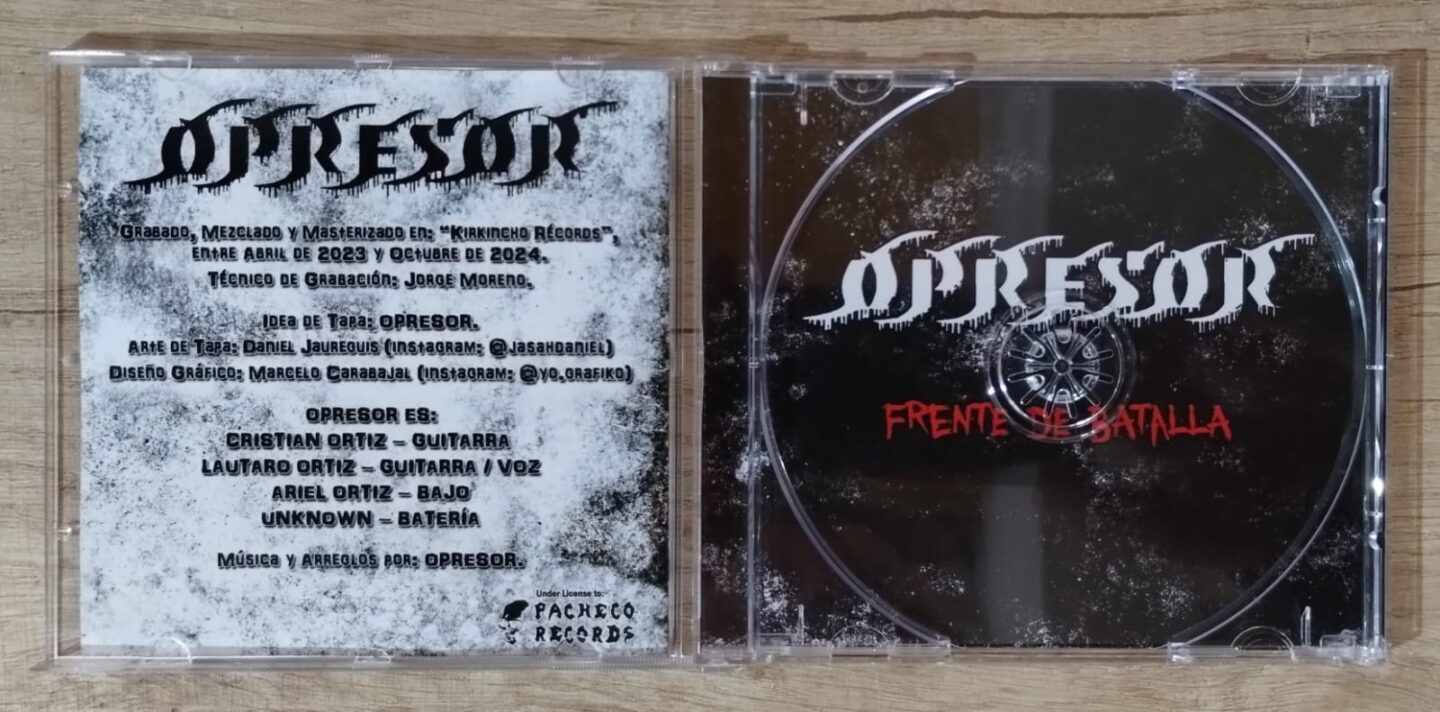 OPRESOR
Grabado, Mezclado y Masterizado en: "Kirkincho Récords",
entre Abril de 2023 y Octubre de 2024.
Técnico de Grabación: Jorge Moreno.
Idea de Tapa: OPRESOR.
Arte de Tapa: Daniel Jaureguis (instagram: @jasahdaniel)
Diseño Gráfico: Marcelo Carabajal (instagram: @yo.grafiko)
OPRESOR ES:
CRISTIAN ORTIZ – GUITARRA
LAUTARO ORTIZ – GUITARRA / VOZ
ARIEL ORTIZ – BAJO
UNKNOWN – BATERÍA
Música y Arreglos por: OPRESOR.
Under License to:
PACHECO
RECORDS
OPRESOR
FRENTE DE BATALLA